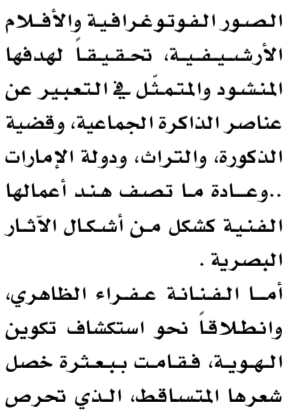 الصور الفوتوغرافية والأفلام
الأرشيفية، تحقيقاً لهدفها
المنشود والمتمثّل في التعبير عن
عناصر الذاكرة الجماعية، وقضية
الذكورة، والتراث، ودولة الإمارات
..وعادة ما تصف هند أعمالها
الفنية كشكل من أشكال الآثار
البصرية .
أما الفنانة عفراء الظاهري،
وانطلاقاً نحو استكشاف تكوين
الهوية، فقامت ببعثرة خصل
شعرها المتساقط، الذي تحرص